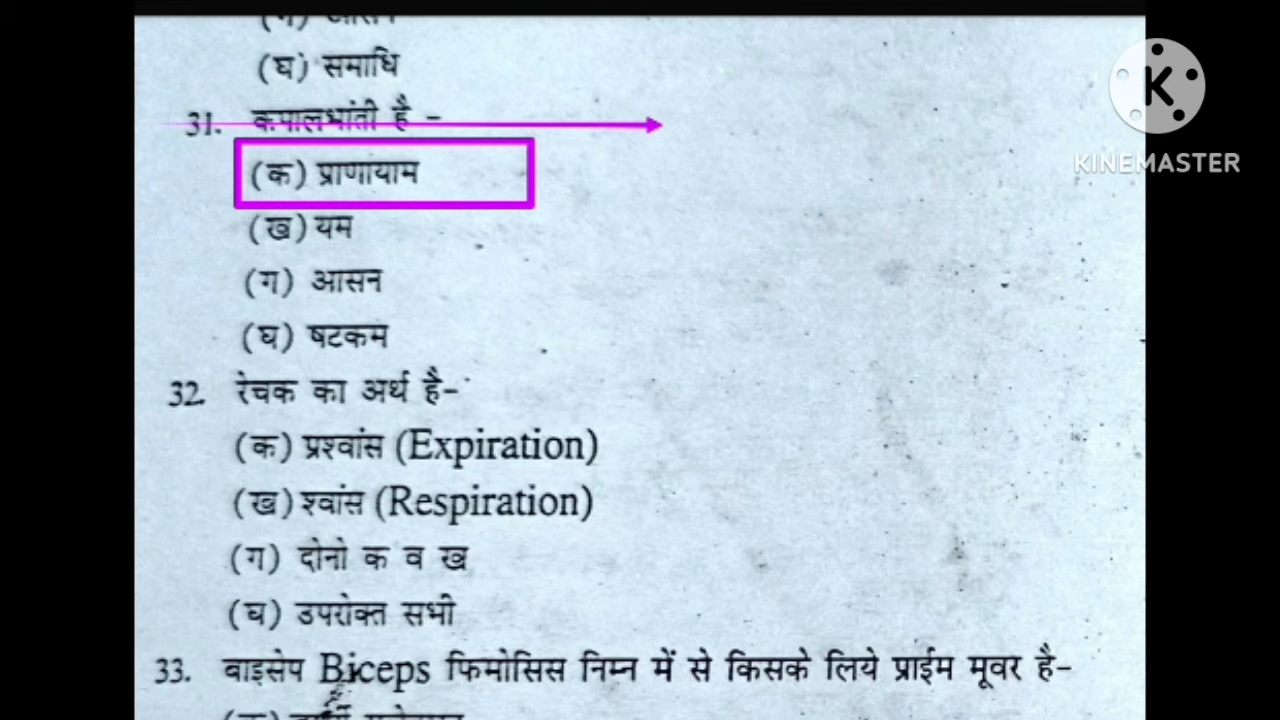 (घ) समाधि
KINEMASTER
31. कपालभांती है -
(क) प्राणायाम
(ख) यम
(ग) आसन
(घ) षटकम
32. रेचक का अर्थ है-
(क) प्रश्वांस (Expiration)
(ख) श्वांस (Respiration)
(ग) दोनो क व ख
(घ) उपरोक्त सभी
33. वाइसेप Biceps फिमोसिस निम्न में से किसके लिये प्राईम मूवर है-